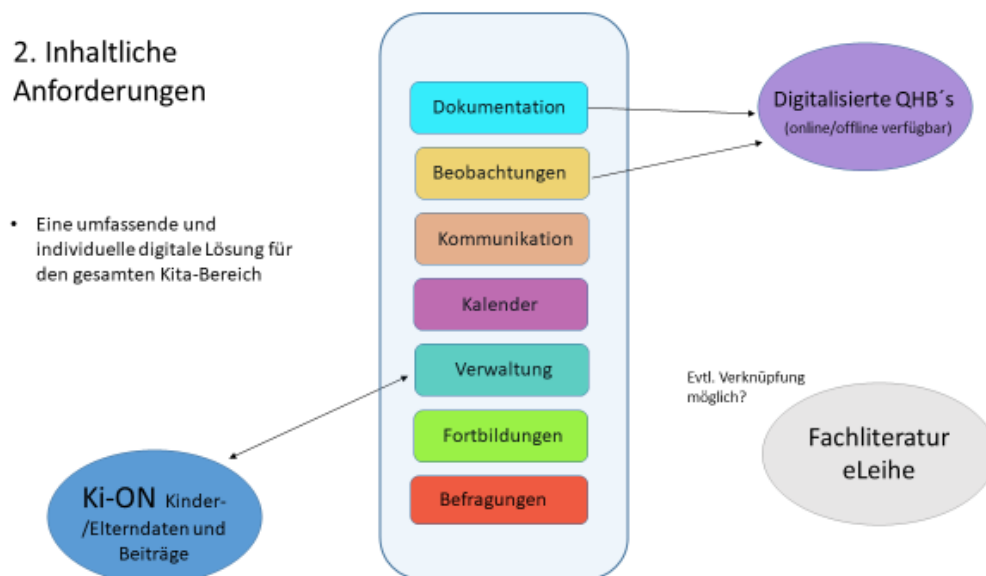 2. Inhaltliche
Anforderungen
• Eine umfassende und
individuelle digitale Lösung für
den gesamten Kita-Bereich
Dokumentation
Beobachtungen
Kommunikation
Kalender
Verwaltung
Fortbildungen
Befragungen
Digitalisierte QHB´s
(online/offline verfügbar)
Evtl. Verknüpfung
möglich?
Fachliteratur
eLeihe
Ki-ON Kinder-
/Elterndaten und
Beiträge